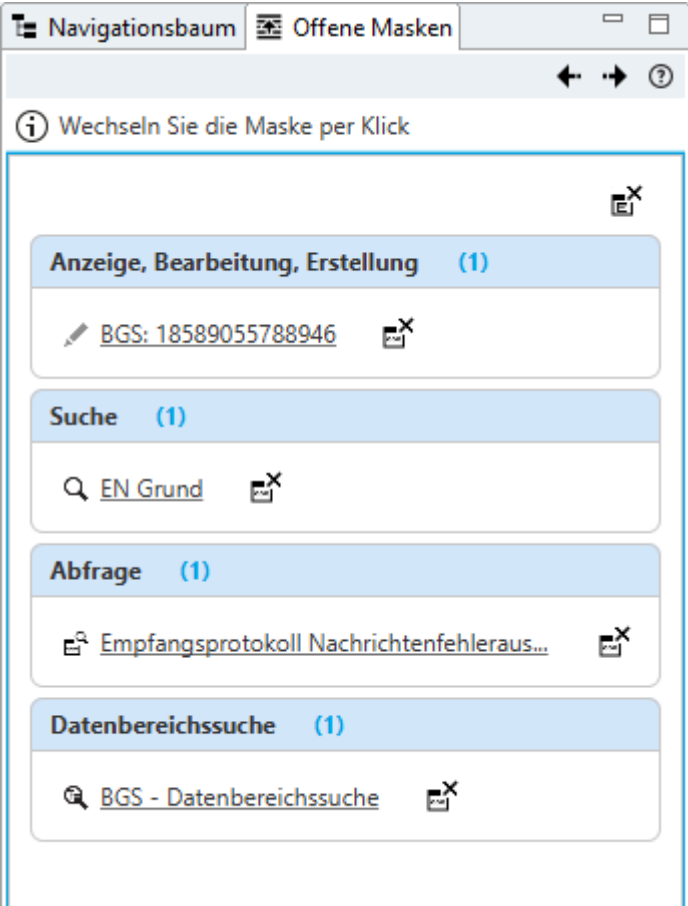 Navigationsbaum Offene Masken
Wechseln Sie die Maske per Klick
Anzeige, Bearbeitung, Erstellung (1)
BGS: 18589055788946
Suche (1)
EN Grund
Abfrage (1)
Empfangsprotokoll Nachrichtenfehleraus...
Datenbereichssuche (1)
BGS - Datenbereichssuche